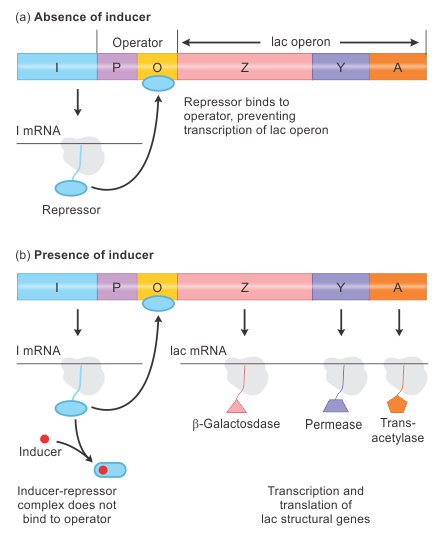 (a) Absence of inducer
Operator
lac operon
I P O Z Y A
Repressor binds to
operator, preventing
transcription of lac operon
I mRNA
Repressor
(b) Presence of inducer
I P O Z Y A
I mRNA
lac mRNA
β-Galactosdase
Permease
Trans-
acetylase
Inducer
Inducer-repressor
complex does not
bind to operator
Transcription and
translation of
lac structural genes